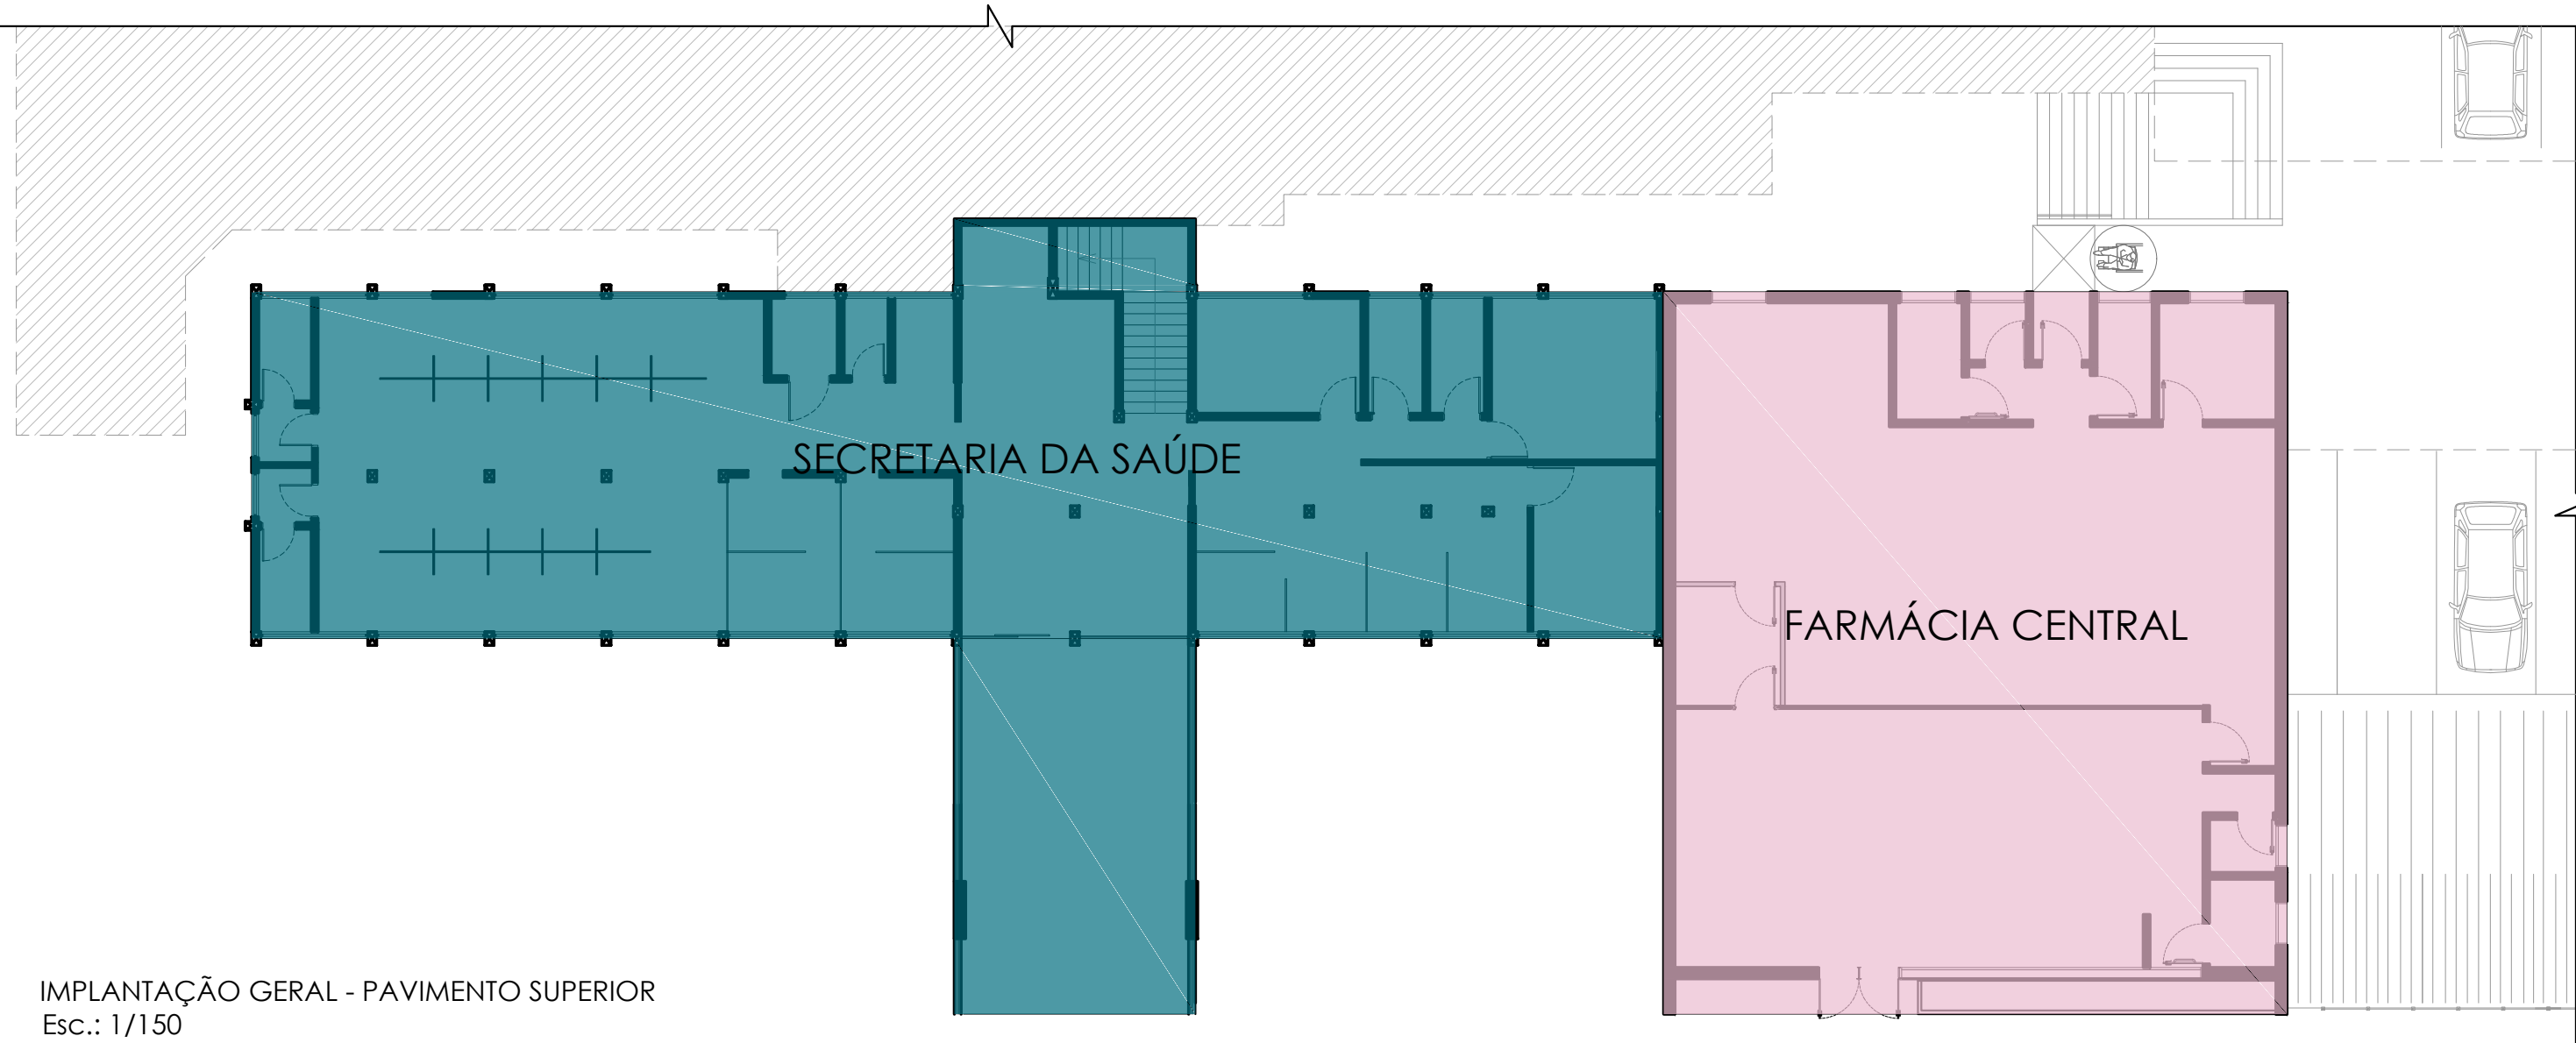 SECRETARIA DA SAÚDE
FARMÁCIA CENTRAL
IMPLANTAÇÃO GERAL - PAVIMENTO SUPERIOR
Esc.: 1/150